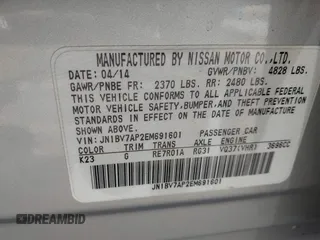 MANUFACTURED BY NISSAN MOTOR CO.,LTD.
DATE: 04/14 GVWR/PNBV: 4828 LBS.
GAWR/PNBE FR: 2370 LBS. RR: 2480 LBS.
THIS VEHICLE CONFORMS TO ALL APPLICABLE
MOTOR VEHICLE SAFETY,BUMPER,AND THEFT PREVENTION
STANDARDS IN EFFECT ON THE DATE OF MANUFACTURE
SHOWN ABOVE.
VIN: JN1BV7AP2EM691601 PASSENGER CAR
COLOR TRIM TRANS AXLE ENGINE
K23 G RE7R01A RG31 VQ37(VHR) 3696CC
JN1BV7AP2EM691601
© DREAMBID